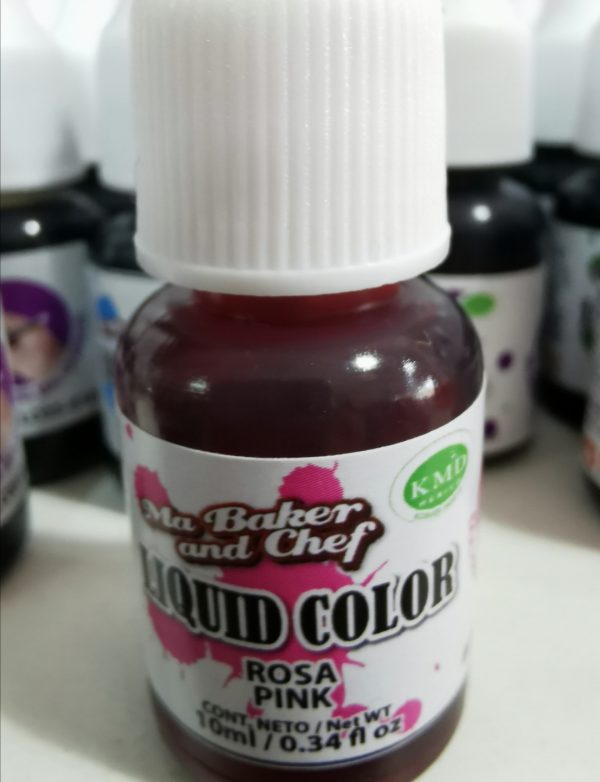 KMD
Ma Baker
and Chef
LIQUID COLOR
ROSA
PINK
CONT. NETO / Net WT
10ml / 0.34 fl oz